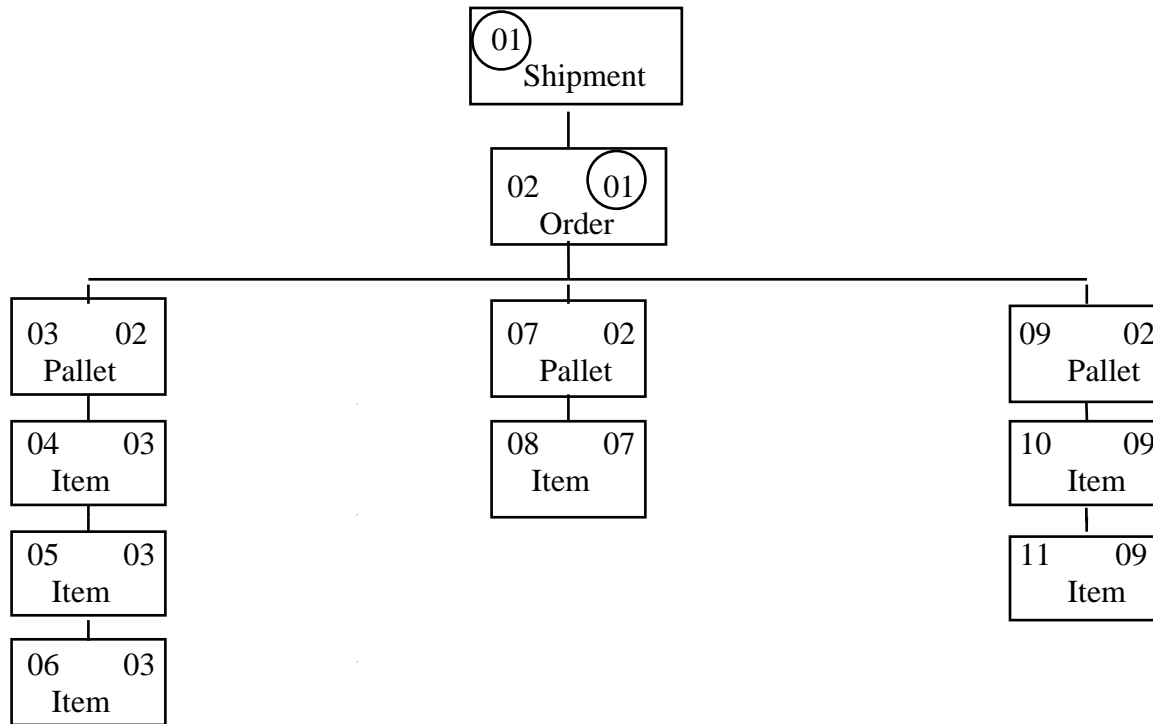 01
Shipment
02 01
Order
03 02
Pallet
04 03
Item
05 03
Item
06 03
Item
07 02
Pallet
08 07
Item
09 02
Pallet
10 09
Item
11 09
Item